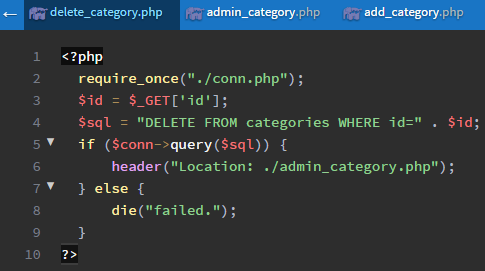 ← delete_category.php admin_category.php add_category.php
1 <?php
2 require_once("./conn.php");
3 $id = $_GET['id'];
4 $sql = "DELETE FROM categories WHERE id=" . $id;
5 if ($conn->query($sql)) {
6 header("Location: ./admin_category.php");
7 } else {
8 die("failed.");
9 }
10 ?>